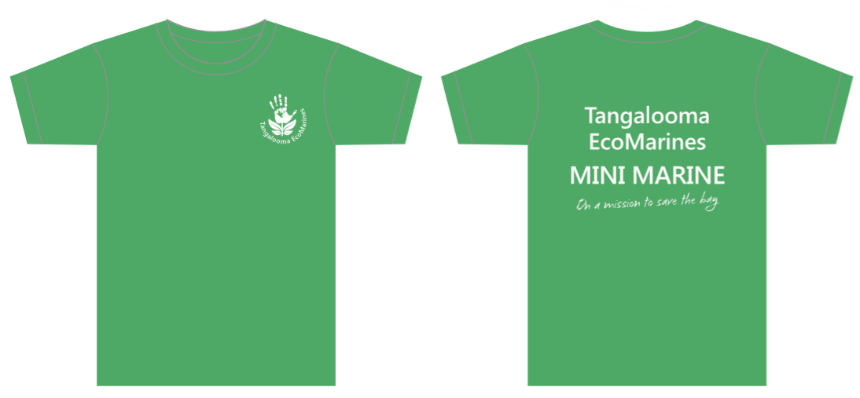 Tangalooma EcoMarines
Tangalooma
EcoMarines
MINI MARINE
On a mission to save the bay